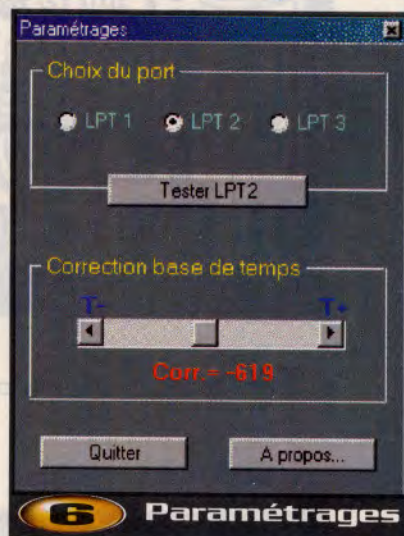 Paramétrages
Choix du port
LPT 1 LPT 2 LPT 3
Tester LPT2
Correction base de temps
T- T+
Corr.= -619
Quitter A propos...
6 Paramétrages